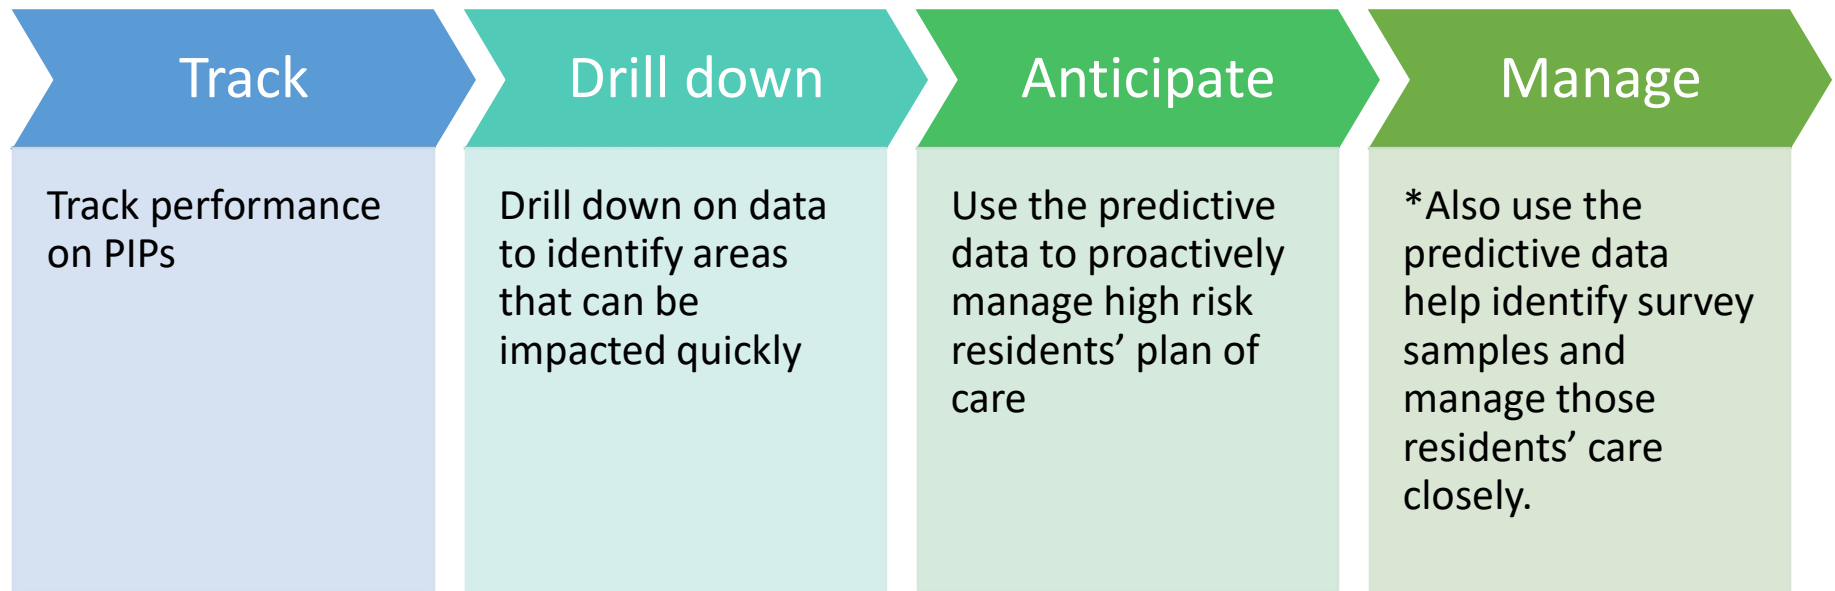 Track
Track performance
on PIPs
Drill down
Drill down on data
to identify areas
that can be
impacted quickly
Anticipate
Use the predictive
data to proactively
manage high risk
residents’ plan of
care
Manage
*Also use the
predictive data
help identify survey
samples and
manage those
residents’ care
closely.